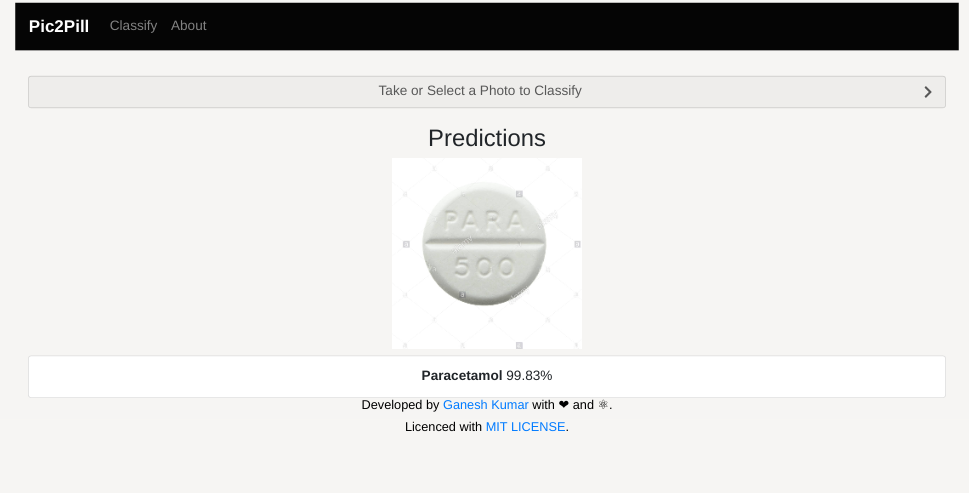 Pic2Pill Classify About
Take or Select a Photo to Classify
Predictions
PARA
500
Paracetamol 99.83%
Developed by Ganesh Kumar with ❤ and ⚛.
Licenced with MIT LICENSE.